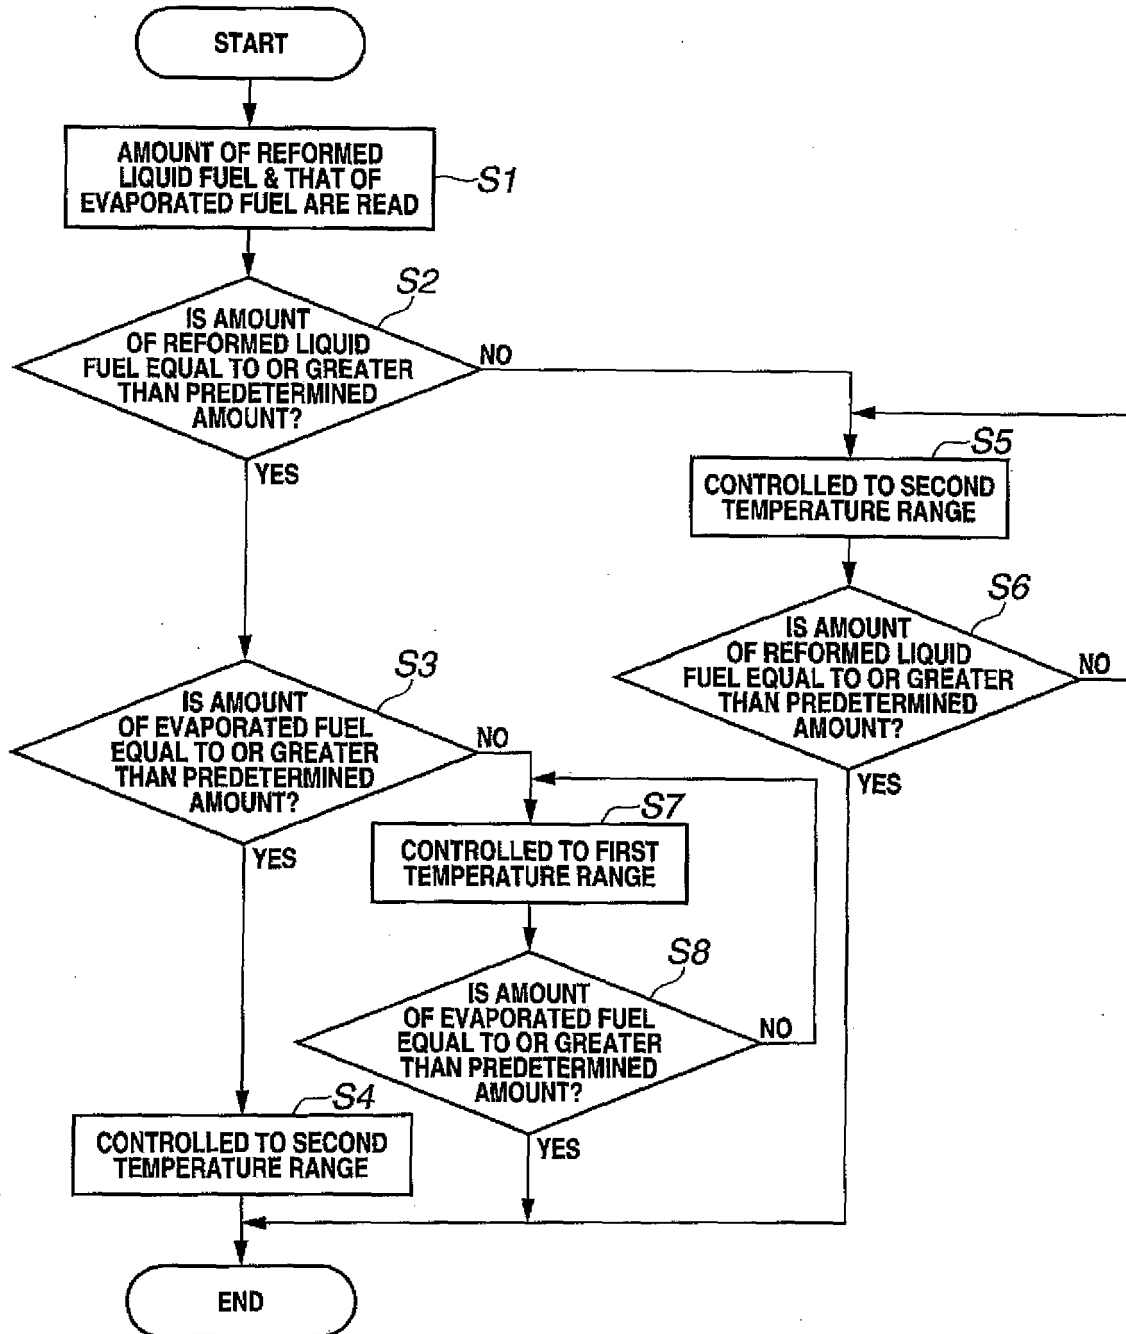 START
AMOUNT OF REFORMED
LIQUID FUEL & THAT OF
EVAPORATED FUEL ARE READ
S1
S2
IS AMOUNT
OF REFORMED LIQUID
FUEL EQUAL TO OR GREATER
THAN PREDETERMINED
AMOUNT?
NO
YES
S5
CONTROLLED TO SECOND
TEMPERATURE RANGE
S6
IS AMOUNT
OF REFORMED LIQUID
FUEL EQUAL TO OR GREATER
THAN PREDETERMINED
AMOUNT?
NO
YES
S3
IS AMOUNT
OF EVAPORATED FUEL
EQUAL TO OR GREATER
THAN PREDETERMINED
AMOUNT?
NO
YES
S7
CONTROLLED TO FIRST
TEMPERATURE RANGE
S8
IS AMOUNT
OF EVAPORATED FUEL
EQUAL TO OR GREATER
THAN PREDETERMINED
AMOUNT?
NO
YES
S4
CONTROLLED TO SECOND
TEMPERATURE RANGE
END